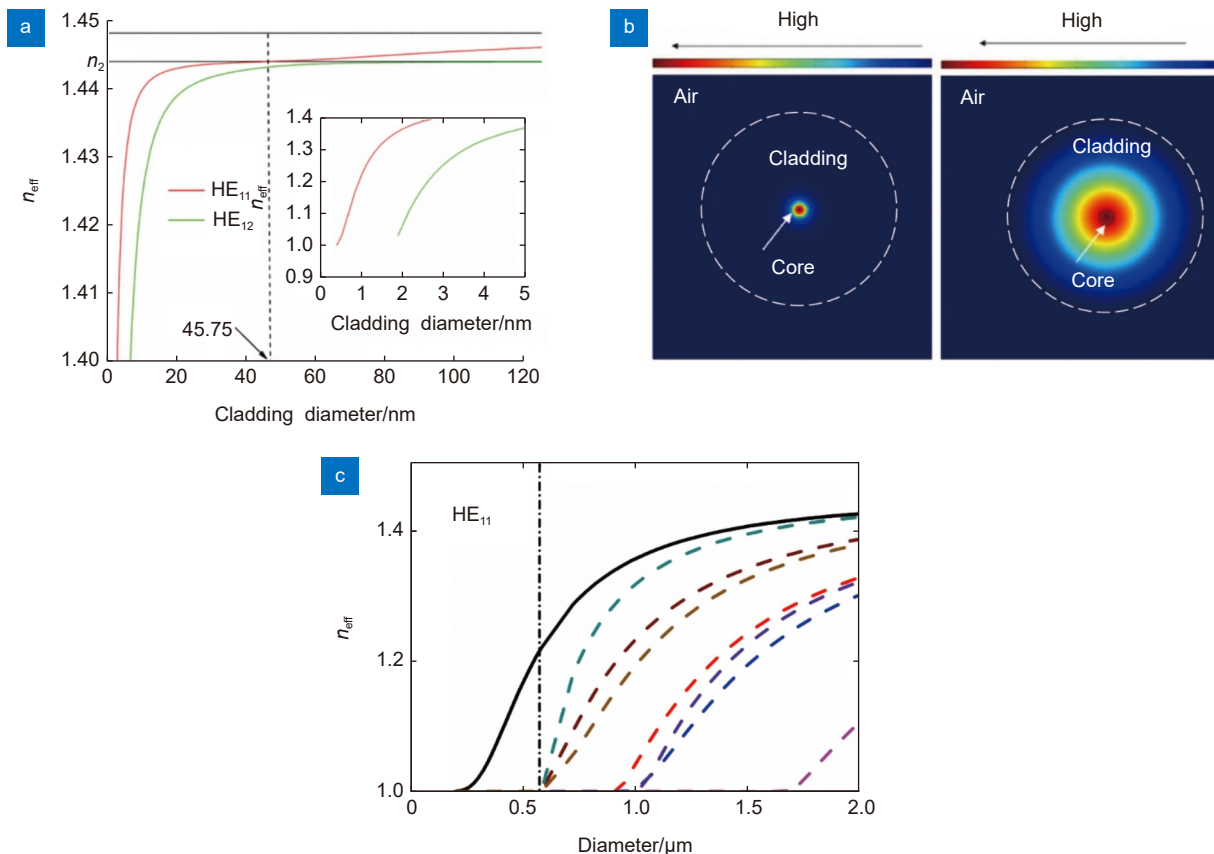 a
1.45
n₂
1.44
1.43
1.42
1.41
1.40
n_eff
HE₁₁
HE₁₂
45.75
0 20 40 60 80 100 120
Cladding diameter/nm
1.4
1.3
1.2
1.1
1.0
0.9
n_eff
0 1 2 3 4 5
Cladding diameter/nm
b
High
High
Air
Cladding
Core
Air
Cladding
Core
c
HE₁₁
1.4
1.2
1.0
n_eff
0 0.5 1.0 1.5 2.0
Diameter/μm